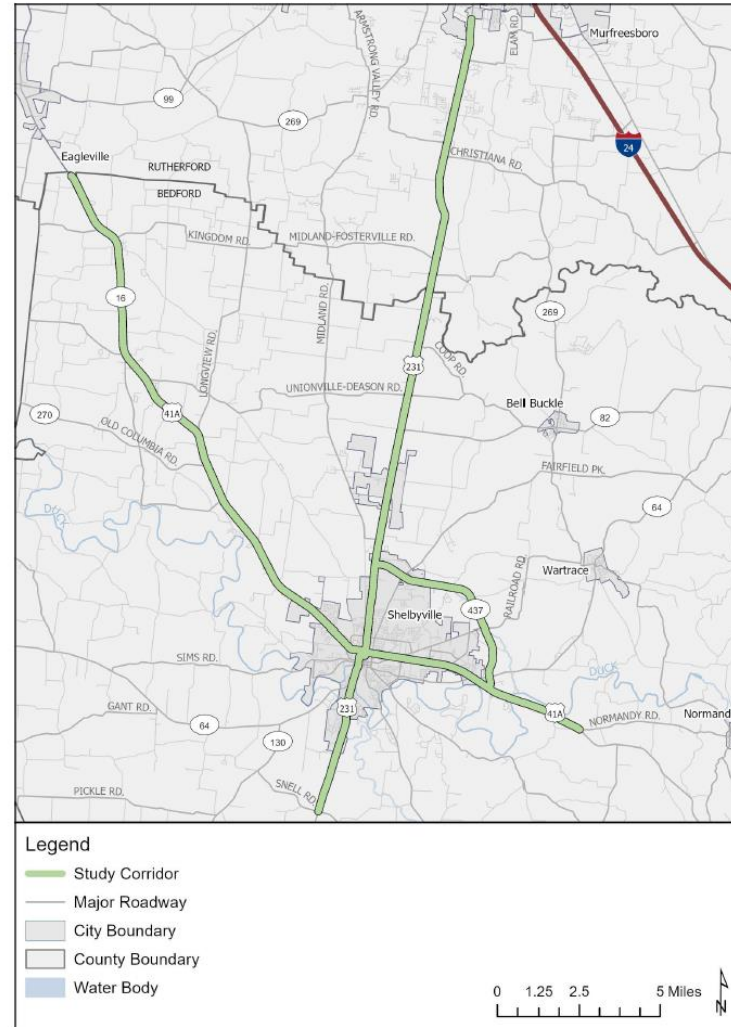 Murfreesboro
ARMSTRONG VALLEY RD.
ELAM RD.
99
269
24
Eagleville
RUTHERFORD
BEDFORD
CHRISTIANA RD.
KINGDOM RD.
MIDLAND-FOSTERVILLE RD.
16
269
LONGVIEW RD.
MIDLAND RD.
231
COOP RD.
UNIONVILLE-DEASON RD.
41A
270
Bell Buckle
82
OLD COLUMBIA RD.
FAIRFIELD PK.
64
DUCK
Wartrace
RAILROAD RD
437
Shelbyville
SIMS RD.
DUCK
231
GANT RD.
64
130
41A
NORMANDY RD.
Normand
PICKLE RD.
SNELL RD.
Legend
Study Corridor
Major Roadway
City Boundary
County Boundary
Water Body
0 1.25 2.5 5 Miles
N